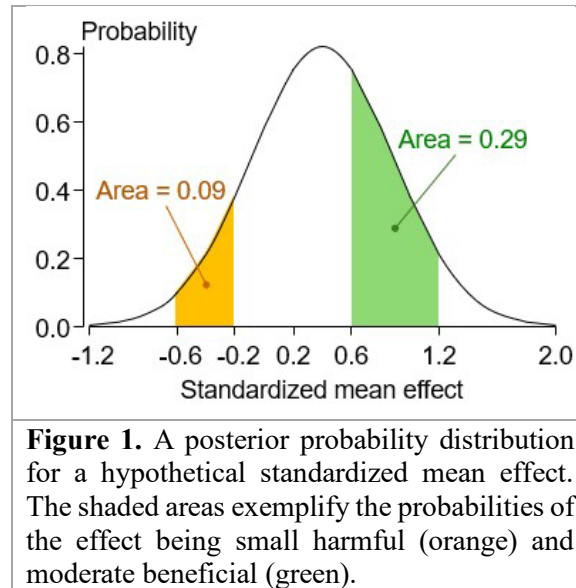 Probability
0.8
0.6
Area = 0.29
0.4
Area = 0.09
0.2
0.0
-1.2 -0.6 -0.2 0.2 0.6 1.2 2.0
Standardized mean effect
Figure 1. A posterior probability distribution
for a hypothetical standardized mean effect.
The shaded areas exemplify the probabilities of
the effect being small harmful (orange) and
moderate beneficial (green).